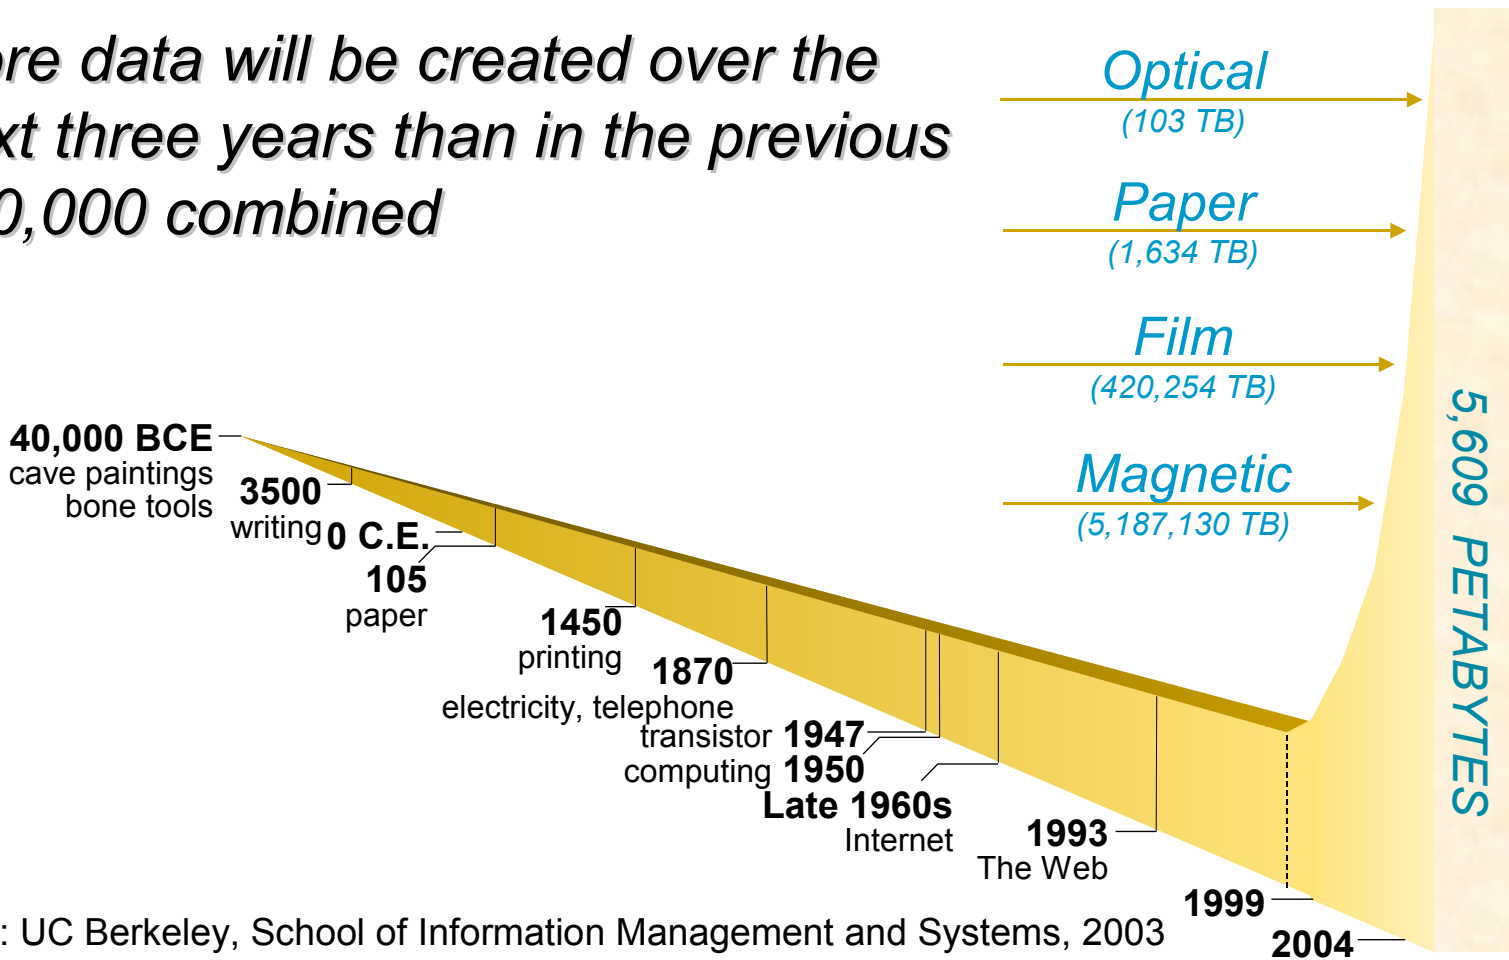 ore data will be created over the
xt three years than in the previous
0,000 combined
Optical
(103 TB)
Paper
(1,634 TB)
Film
(420,254 TB)
Magnetic
(5,187,130 TB)
5,609 PETABYTES
40,000 BCE
cave paintings
bone tools
3500
writing
0 C.E.
105
paper
1450
printing
1870
electricity, telephone
transistor 1947
computing 1950
Late 1960s
Internet
1993
The Web
1999
2004
: UC Berkeley, School of Information Management and Systems, 2003